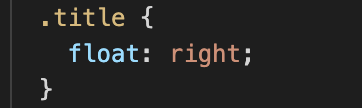 .title {
  float: right;
}